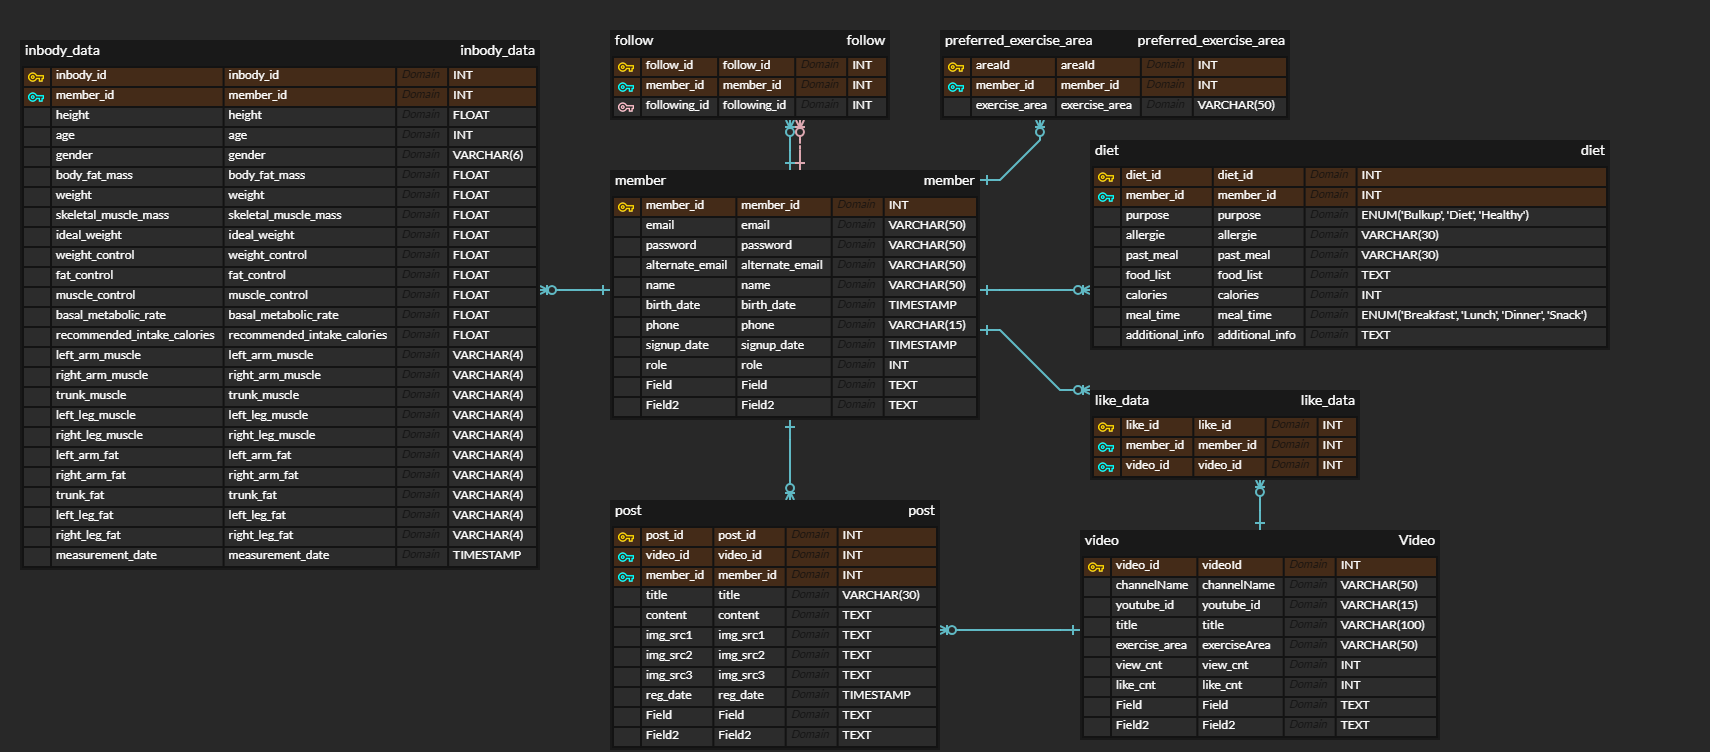 inbody_data inbody_data
inbody_id inbody_id Domain INT
member_id member_id Domain INT
height height Domain FLOAT
age age Domain INT
gender gender Domain VARCHAR(6)
body_fat_mass body_fat_mass Domain FLOAT
weight weight Domain FLOAT
skeletal_muscle_mass skeletal_muscle_mass Domain FLOAT
ideal_weight ideal_weight Domain FLOAT
weight_control weight_control Domain FLOAT
fat_control fat_control Domain FLOAT
muscle_control muscle_control Domain FLOAT
basal_metabolic_rate basal_metabolic_rate Domain FLOAT
recommended_intake_calories recommended_intake_calories Domain FLOAT
left_arm_muscle left_arm_muscle Domain VARCHAR(4)
right_arm_muscle right_arm_muscle Domain VARCHAR(4)
trunk_muscle trunk_muscle Domain VARCHAR(4)
left_leg_muscle left_leg_muscle Domain VARCHAR(4)
right_leg_muscle right_leg_muscle Domain VARCHAR(4)
left_arm_fat left_arm_fat Domain VARCHAR(4)
right_arm_fat right_arm_fat Domain VARCHAR(4)
trunk_fat trunk_fat Domain VARCHAR(4)
left_leg_fat left_leg_fat Domain VARCHAR(4)
right_leg_fat right_leg_fat Domain VARCHAR(4)
measurement_date measurement_date Domain TIMESTAMP
follow follow
follow_id follow_id Domain INT
member_id member_id Domain INT
following_id following_id Domain INT
preferred_exercise_area preferred_exercise_area
areaId areaId Domain INT
member_id member_id Domain INT
exercise_area exercise_area Domain VARCHAR(50)
member member
member_id member_id Domain INT
email email Domain VARCHAR(50)
password password Domain VARCHAR(50)
alternate_email alternate_email Domain VARCHAR(50)
name name Domain VARCHAR(50)
birth_date birth_date Domain TIMESTAMP
phone phone Domain VARCHAR(15)
signup_date signup_date Domain TIMESTAMP
role role Domain INT
Field Field Domain TEXT
Field2 Field2 Domain TEXT
diet diet
diet_id diet_id Domain INT
member_id member_id Domain INT
purpose purpose Domain ENUM('Bulkup', 'Diet', 'Healthy')
allergie allergie Domain VARCHAR(30)
past_meal past_meal Domain VARCHAR(30)
food_list food_list Domain TEXT
calories calories Domain INT
meal_time meal_time Domain ENUM('Breakfast', 'Lunch', 'Dinner', 'Snack')
additional_info additional_info Domain TEXT
like_data like_data
like_id like_id Domain INT
member_id member_id Domain INT
video_id video_id Domain INT
post post
post_id post_id Domain INT
video_id video_id Domain INT
member_id member_id Domain INT
title title Domain VARCHAR(30)
content content Domain TEXT
img_src1 img_src1 Domain TEXT
img_src2 img_src2 Domain TEXT
img_src3 img_src3 Domain TEXT
reg_date reg_date Domain TIMESTAMP
Field Field Domain TEXT
Field2 Field2 Domain TEXT
video Video
video_id videoId Domain INT
channelName channelName Domain VARCHAR(50)
youtube_id youtube_id Domain VARCHAR(15)
title title Domain VARCHAR(100)
exercise_area exerciseArea Domain VARCHAR(50)
view_cnt view_cnt Domain INT
like_cnt like_cnt Domain INT
Field Field Domain TEXT
Field2 Field2 Domain TEXT